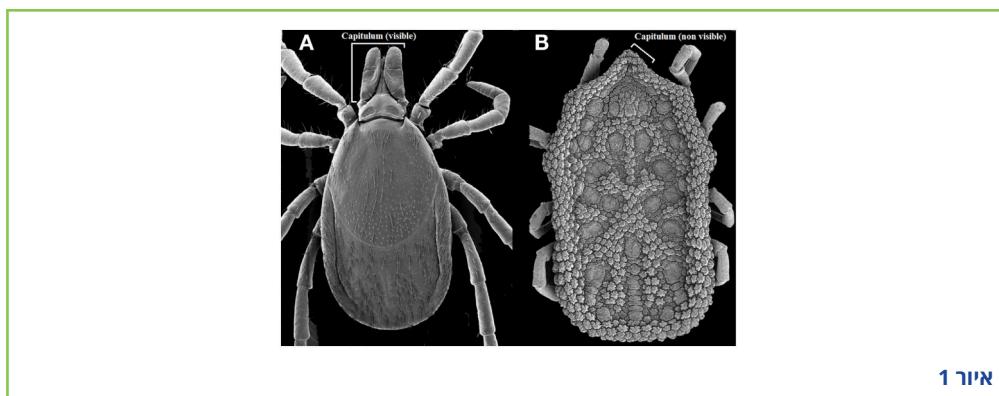 A
Capitulum (visible)
B
Capitulum (non visible)
איור 1